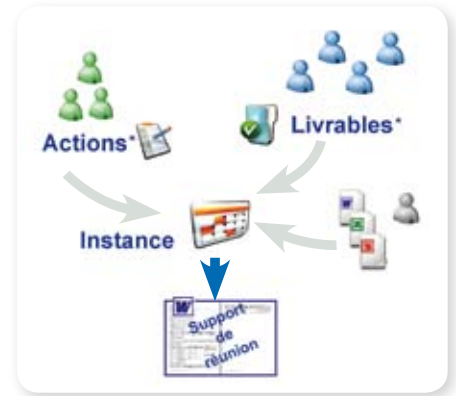 Actions*
Livrables*
Instance
W
Support
de
réunion